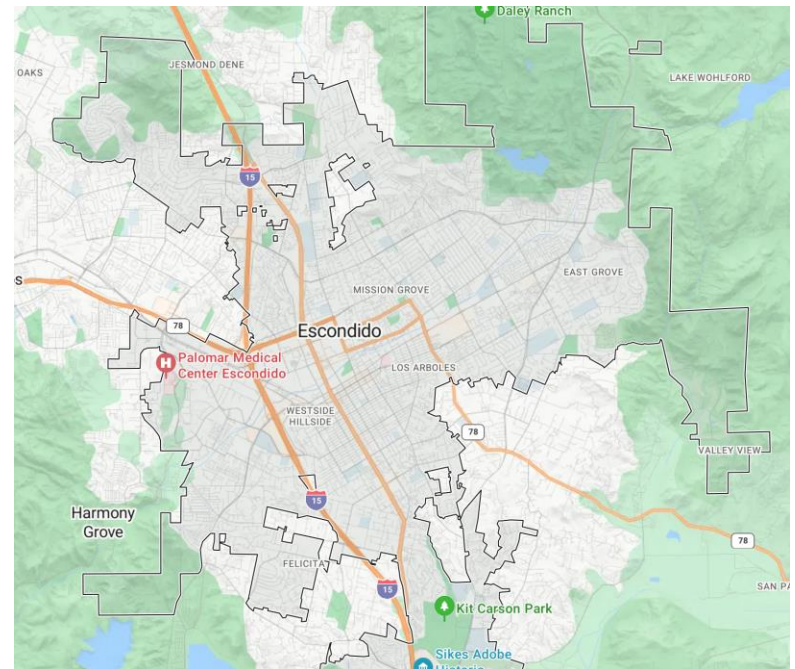 Daley Ranch
OAKS
JESMOND DENE
LAKE WOHLFORD
15
EAST GROVE
MISSION GROVE
s
78
Escondido
Palomar Medical
Center Escondido
LOS ARBOLES
WESTSIDE
HILLSIDE
78
VALLEY VIEW
15
Harmony
Grove
78
FELICITA
15
SAN PA
Kit Carson Park
Sikes Adobe
Historic